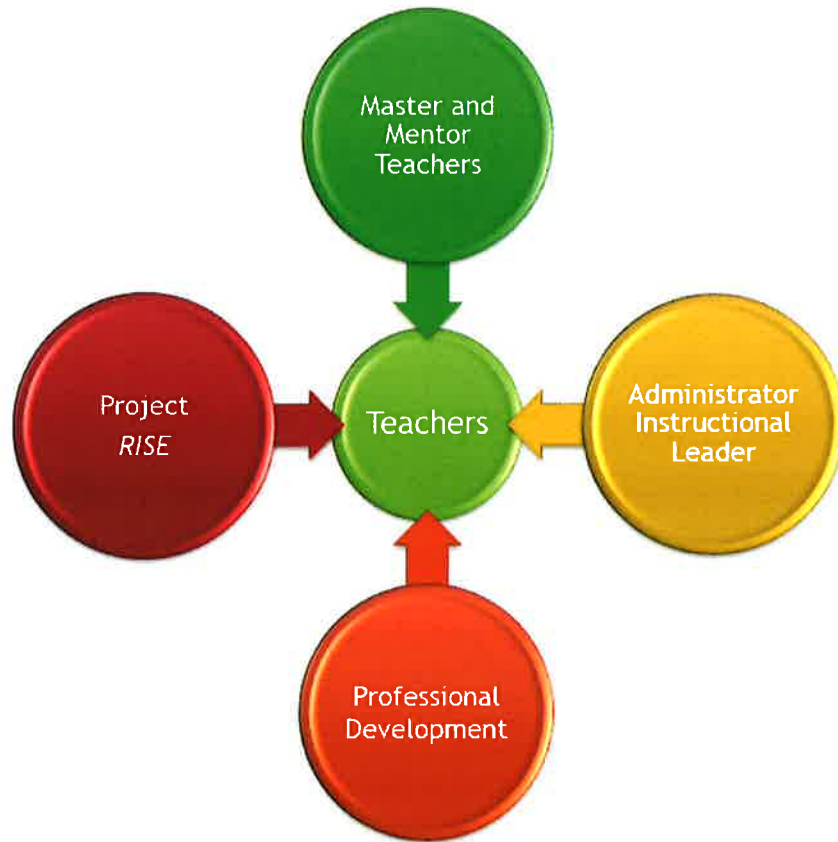 Master and
Mentor
Teachers
Project
RISE
Teachers
Administrator
Instructional
Leader
Professional
Development